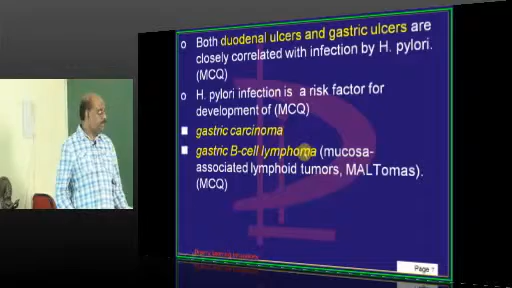 Both duodenal ulcers and gastric ulcers are
closely correlated with infection by H. pylori.
(MCQ)
H. pylori infection is a risk factor for
development of (MCQ)
gastric carcinoma
gastric B-cell lymphoma (mucosa-
associated lymphoid tumors, MALTomas).
(MCQ)
Page 7